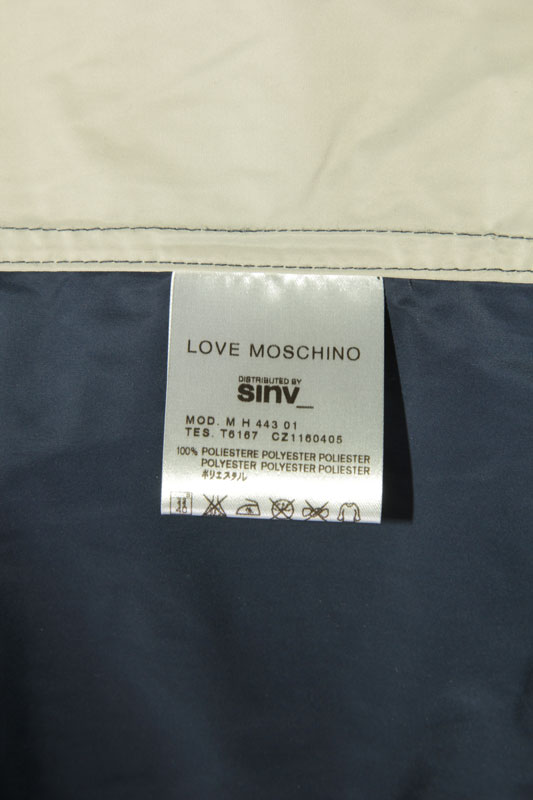 LOVE MOSCHINO
DISTRIBUTED BY
sinv_
MOD. M H 443 01
TES. T6167 CZ1160405
100% POLIESTERE POLYESTER POLIESTER
POLYESTER POLYESTER POLIESTER
ポリエステル